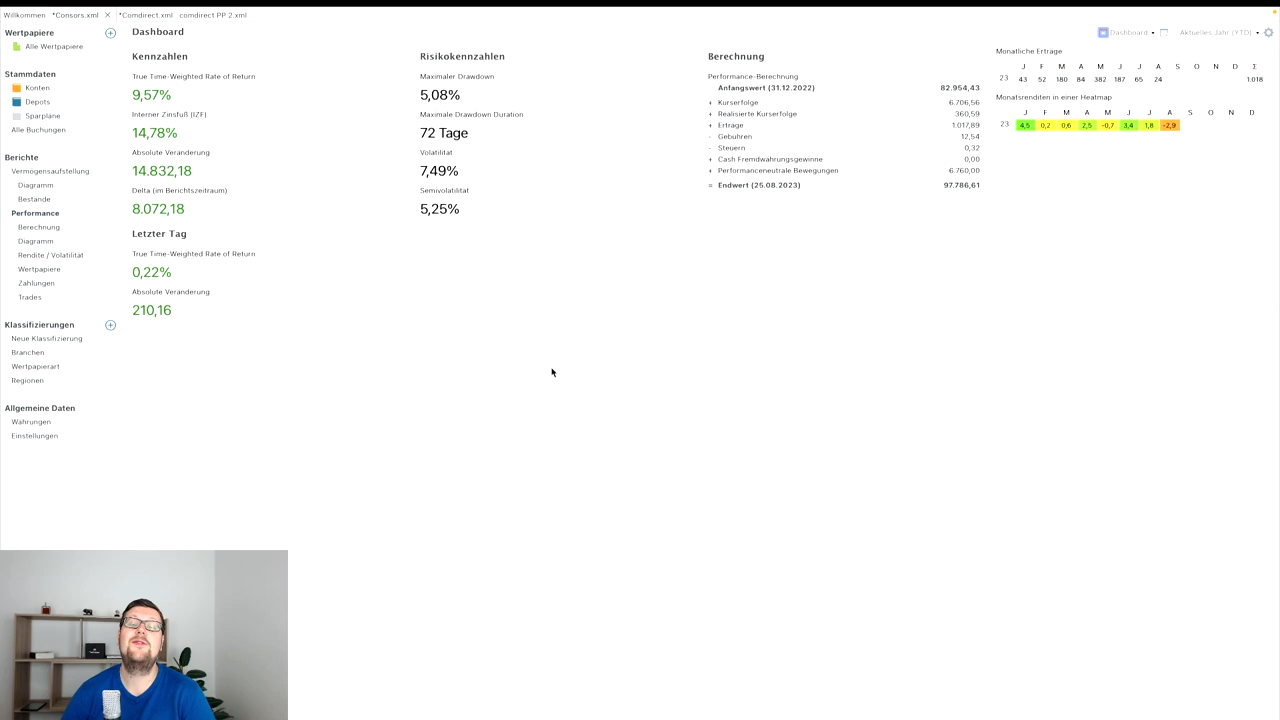 Willkommen *Consors.xml *Comdirect.xml comdirect PP 2.xml
Wertpapiere
Alle Wertpapiere
Stammdaten
Konten
Depots
Sparpläne
Alle Buchungen
Berichte
Vermögensaufstellung
Diagramm
Bestände
Performance
Berechnung
Diagramm
Rendite / Volatilität
Wertpapiere
Zahlungen
Trades
Klassifizierungen
Neue Klassifizierung
Branchen
Wertpapierart
Regionen
Allgemeine Daten
Währungen
Einstellungen
Dashboard
Dashboard Aktuelles Jahr (YTD)
Kennzahlen
True Time-Weighted Rate of Return
9,57%
Interner Zinsfuß (IZF)
14,78%
Absolute Veränderung
14.832,18
Delta (im Berichtszeitraum)
8.072,18
Letzter Tag
True Time-Weighted Rate of Return
0,22%
Absolute Veränderung
210,16
Risikokennzahlen
Maximaler Drawdown
5,08%
Maximale Drawdown Duration
72 Tage
Volatilität
7,49%
Semivolatilität
5,25%
Berechnung
Performance-Berechnung
Anfangswert (31.12.2022) 82.954,43
+ Kurserfolge 6.706,56
+ Realisierte Kurserfolge 360,59
+ Erträge 1.017,89
- Gebühren 12,54
- Steuern 0,32
+ Cash Fremdwährungsgewinne 0,00
+ Performanceneutrale Bewegungen 6.760,00
= Endwert (25.08.2023) 97.786,61
Monatliche Erträge
J F M A M J J A S O N D Σ
23 43 52 180 84 382 187 65 24 1.018
Monatsrenditen in einer Heatmap
J F M A M J J A S O N D
23 4,5 0,2 0,6 2,5 -0,7 3,4 1,8 -2,9